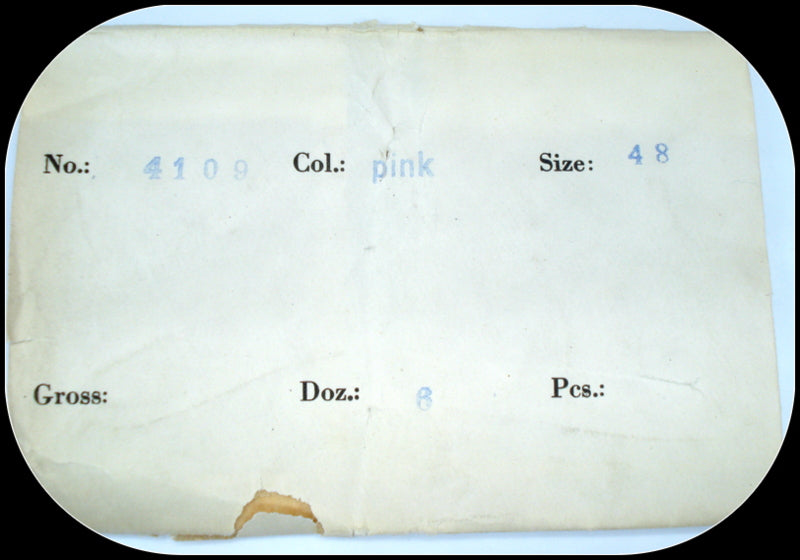 No.: 4109 Col.: pink Size: 48
Gross: Doz.: 6 Pcs.: